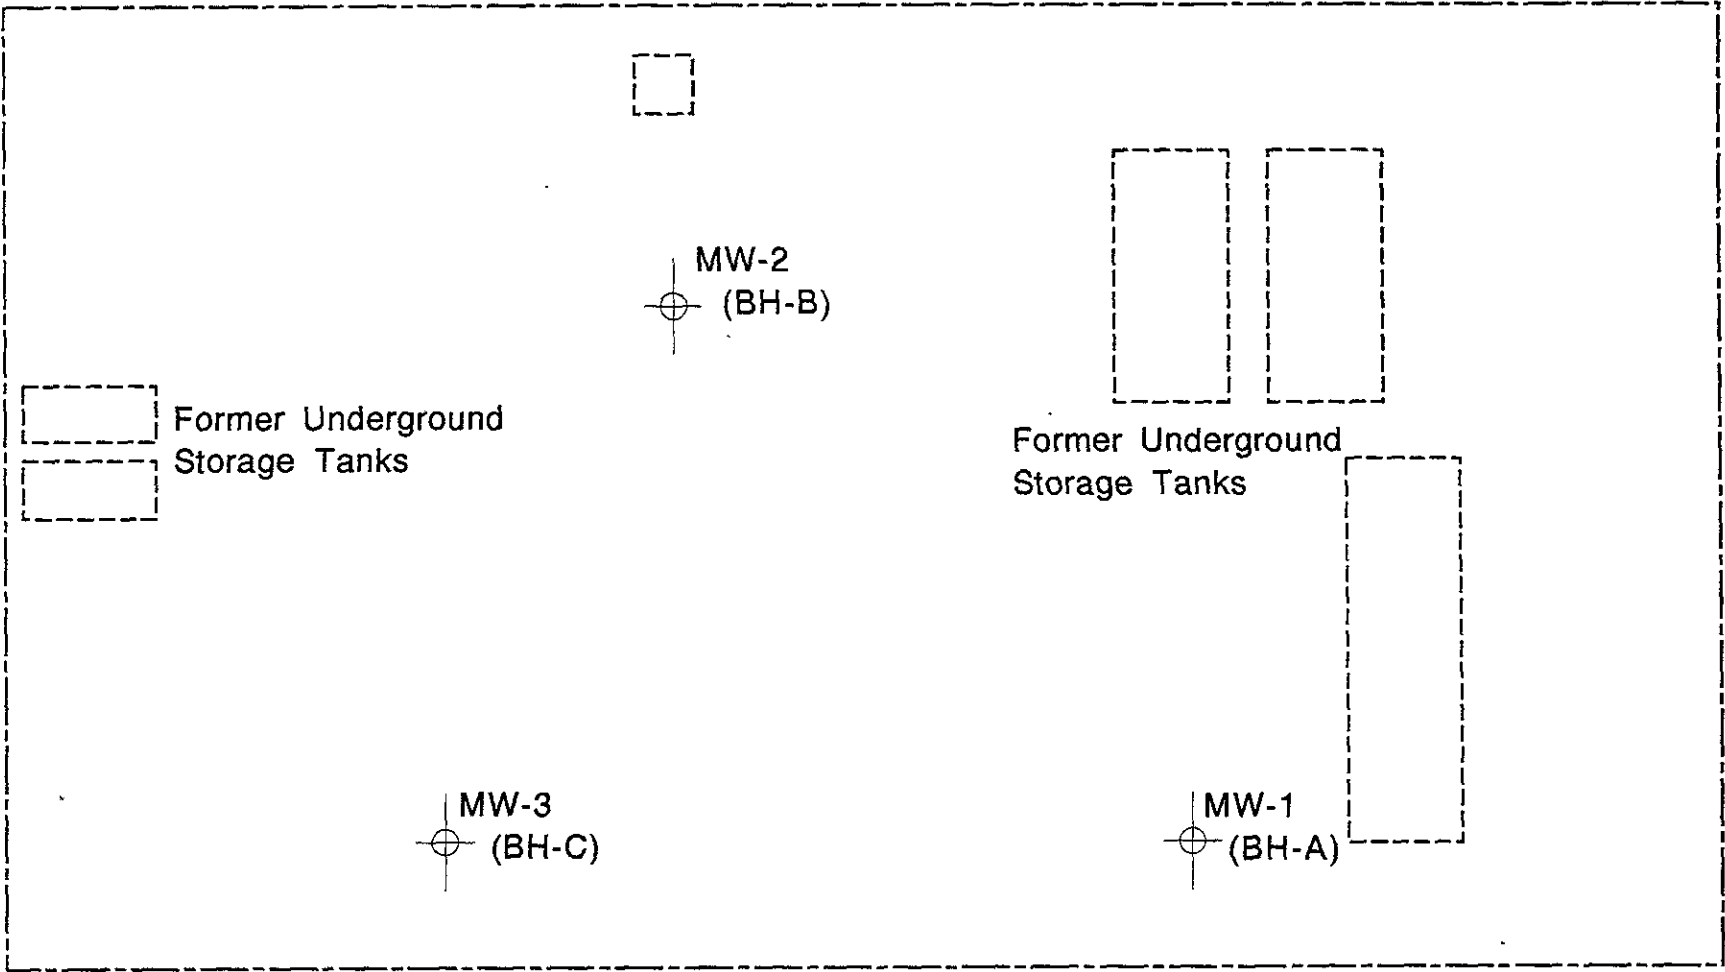 MW-2
(BH-B)
Former Underground
Storage Tanks
Former Underground
Storage Tanks
MW-3
(BH-C)
MW-1
(BH-A)